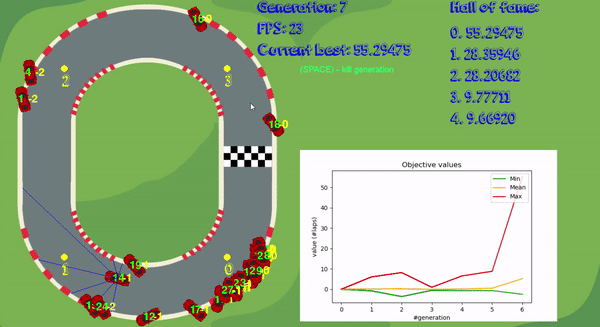 Generation: 7
FPS: 23
Current best: 55.29475
(SPACE) - kill generation
Hall of fame:
0. 55.29475
1. 28.35946
2. 28.20682
3. 9.77711
4. 9.66920
2
3
1
0
Objective values
Min
Mean
Max
value (#laps)
50
40
30
20
10
0
0 1 2 3 4 5 6
#generation